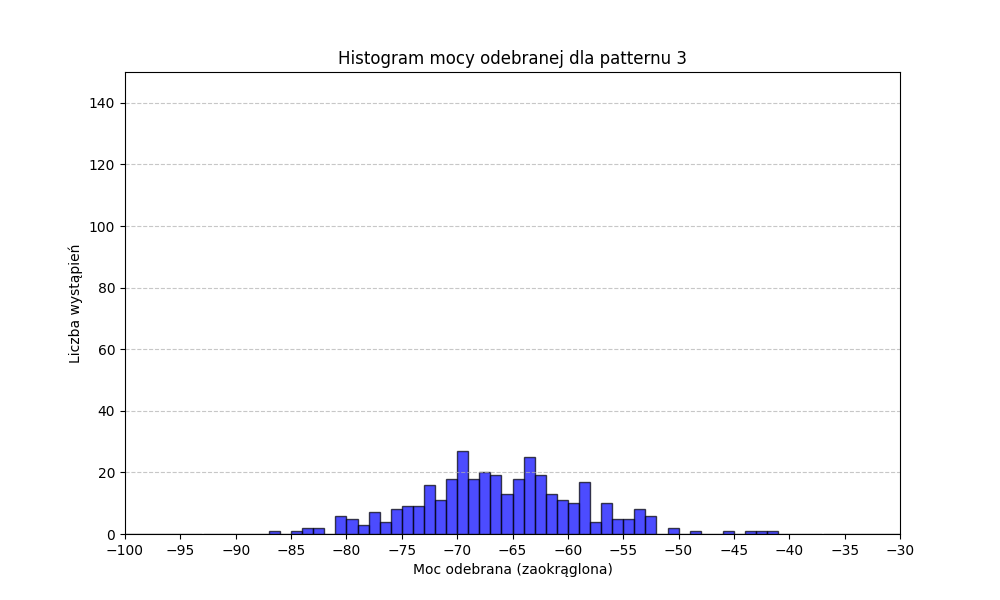 Histogram mocy odebranej dla patternu 3
Liczba wystąpień
140
120
100
80
60
40
20
0
−100 −95 −90 −85 −80 −75 −70 −65 −60 −55 −50 −45 −40 −35 −30
Moc odebrana (zaokrąglona)